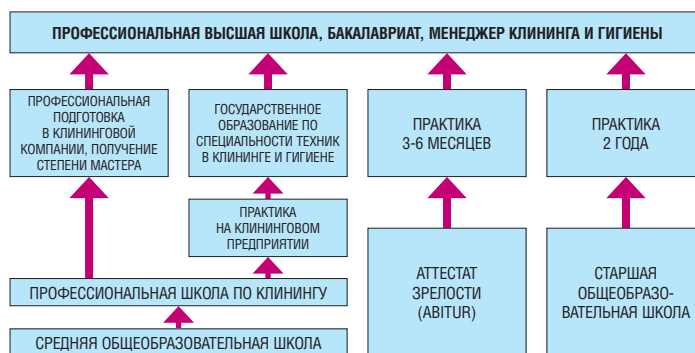 ПРОФЕССИОНАЛЬНАЯ ВЫСШАЯ ШКОЛА, БАКАЛАВРИАТ, МЕНЕДЖЕР КЛИНИНГА И ГИГИЕНЫ
ПРОФЕССИОНАЛЬНАЯ
ПОДГОТОВКА
В КЛИНИНГОВОЙ
КОМПАНИИ, ПОЛУЧЕНИЕ
СТЕПЕНИ МАСТЕРА
ГОСУДАРСТВЕННОЕ
ОБРАЗОВАНИЕ ПО
СПЕЦИАЛЬНОСТИ ТЕХНИК
В КЛИНИНГЕ И ГИГИЕНЕ
ПРАКТИКА
3-6 МЕСЯЦЕВ
ПРАКТИКА
2 ГОДА
ПРАКТИКА
НА КЛИНИНГОВОМ
ПРЕДПРИЯТИИ
ПРОФЕССИОНАЛЬНАЯ ШКОЛА ПО КЛИНИНГУ
СРЕДНЯЯ ОБЩЕОБРАЗОВАТЕЛЬНАЯ ШКОЛА
АТТЕСТАТ
ЗРЕЛОСТИ
(ABITUR)
СТАРШАЯ
ОБЩЕОБРАЗО-
ВАТЕЛЬНАЯ ШКОЛА